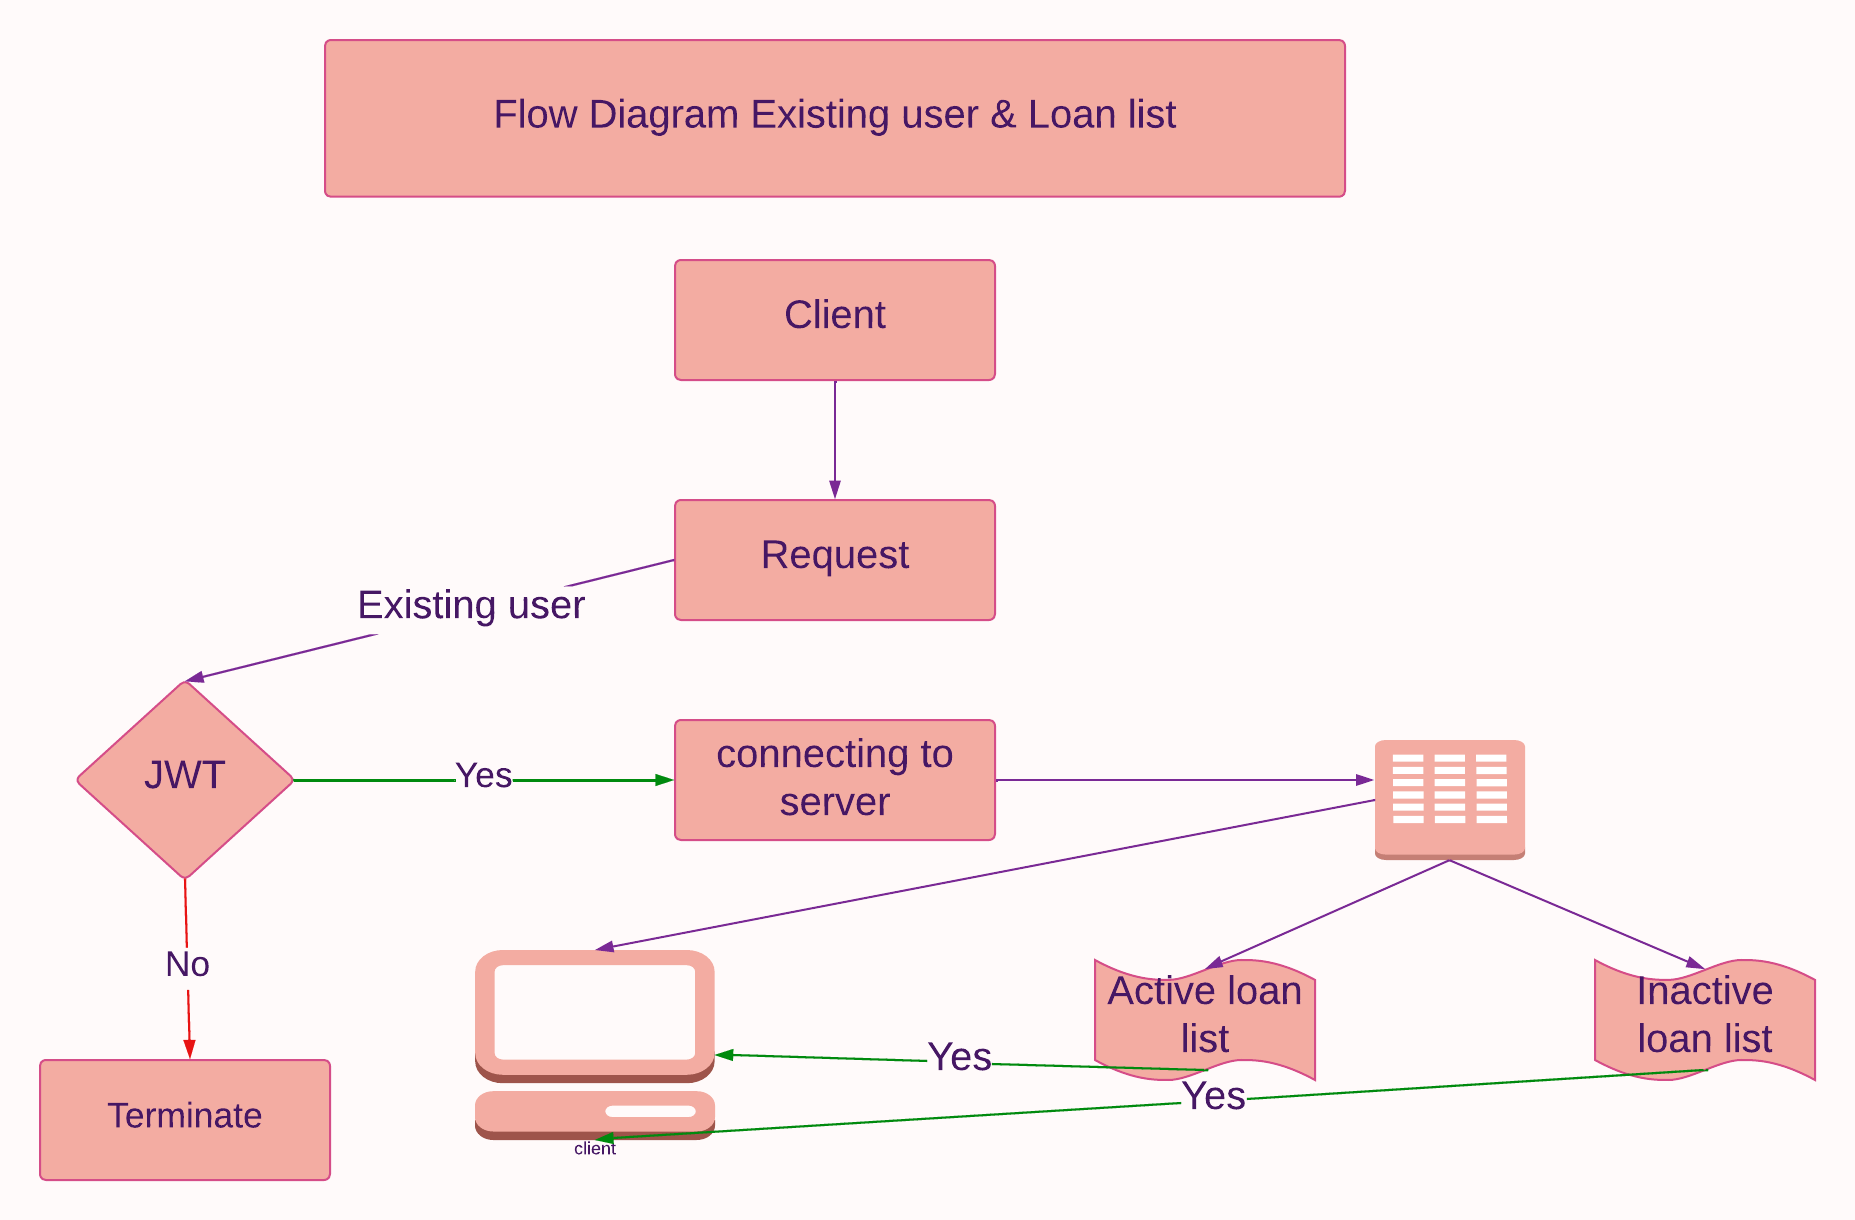 Flow Diagram Existing user & Loan list
Client
Request
Existing user
JWT
Yes
connecting to
server
No
Terminate
Active loan
list
Inactive
loan list
Yes
Yes
client